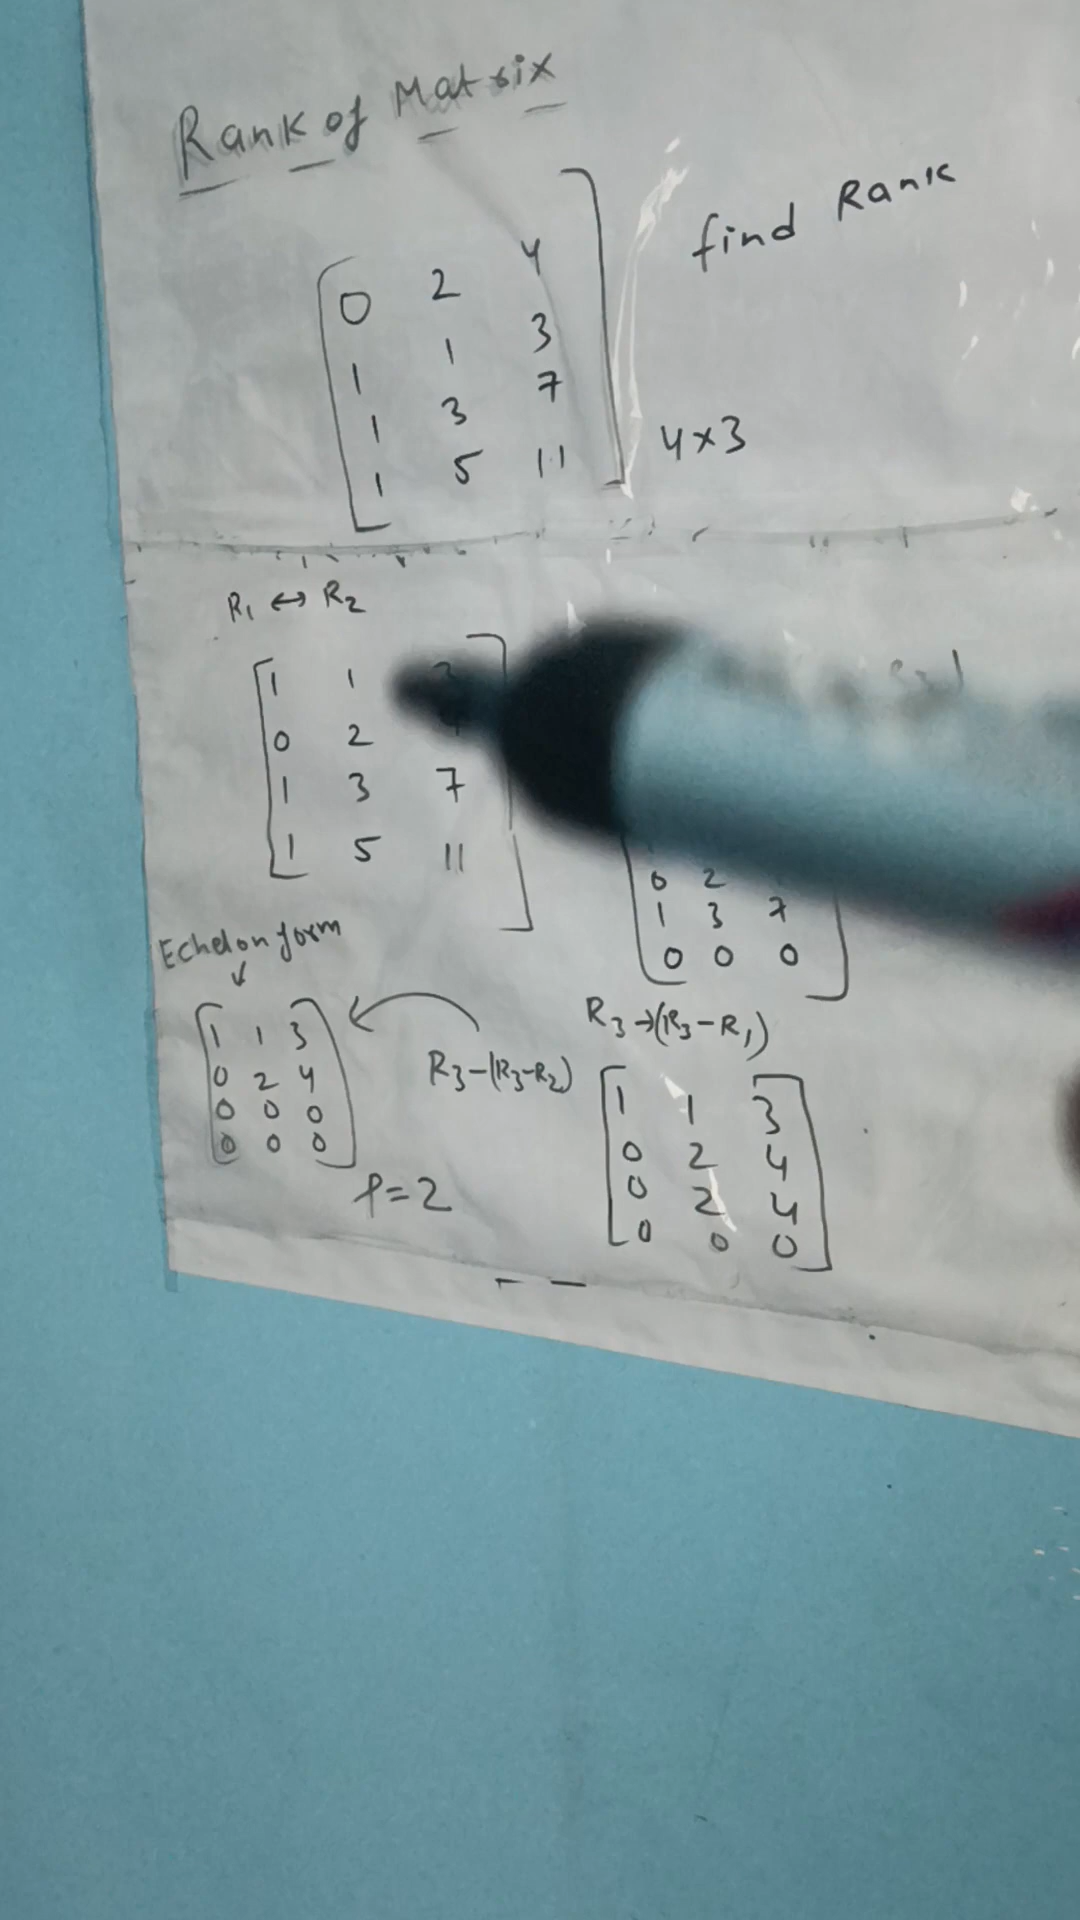 Rank of Matrix
find Rank
0 2 4
1 1 3
1 3 7
1 5 11
4×3
R1 ↔ R2
1 1 3
0 2
1 3 7
1 5 11
0 2
1 3 7
0 0 0
R3→(R3-R1)
1 1 3
0 2 4
0 2 4
0 0 0
R3-(R3-R2)
Echelon form
↓
1 1 3
0 2 4
0 0 0
0 0 0
ρ=2